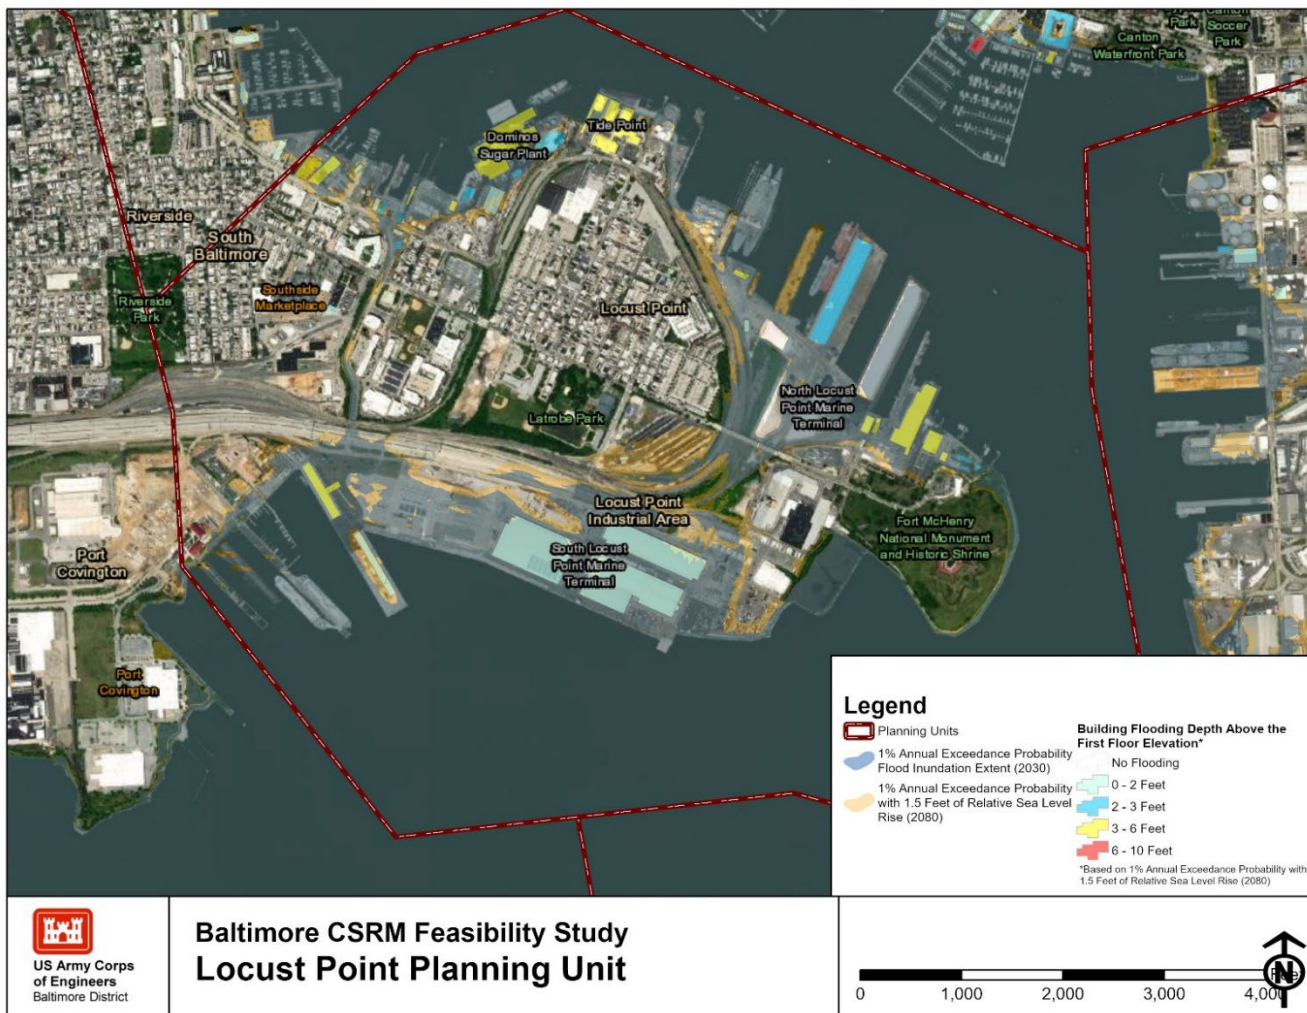 Park
Canton
Soccer
Park
Canton
Waterfront Park
Tide Point
Dominos
Sugar Plant
Riverside
South
Baltimore
Southside
Marketplace
Riverside
Park
Locust Point
North Locust
Point Marine
Terminal
Latrobe Park
Locust Point
Industrial Area
Fort McHenry
National Monument
and Historic Shrine
South Locust
Point Marine
Terminal
Port
Covington
Port
Covington
Legend
Planning Units
1% Annual Exceedance Probability
Flood Inundation Extent (2030)
1% Annual Exceedance Probability
with 1.5 Feet of Relative Sea Level
Rise (2080)
Building Flooding Depth Above the
First Floor Elevation*
No Flooding
0 - 2 Feet
2 - 3 Feet
3 - 6 Feet
6 - 10 Feet
*Based on 1% Annual Exceedance Probability with
1.5 Feet of Relative Sea Level Rise (2080)
US Army Corps
of Engineers
Baltimore District
Baltimore CSRM Feasibility Study
Locust Point Planning Unit
0 1,000 2,000 3,000 4,000
N